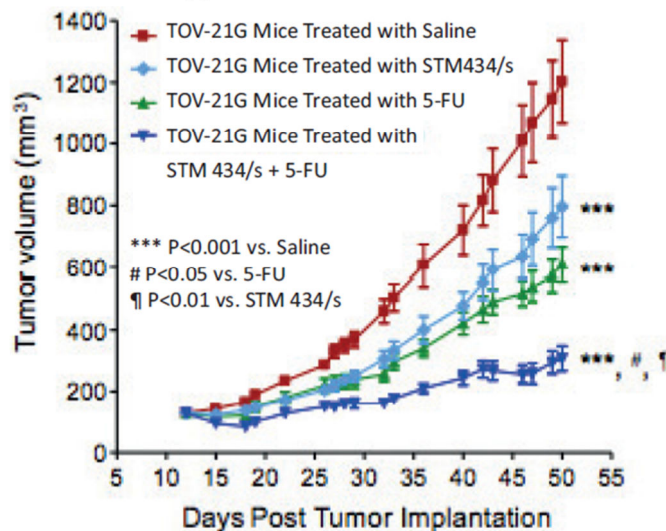 1400
1200
1000
800
600
400
200
0
Tumor volume (mm³)
TOV-21G Mice Treated with Saline
TOV-21G Mice Treated with STM434/s
TOV-21G Mice Treated with 5-FU
TOV-21G Mice Treated with
STM 434/s + 5-FU
*** P<0.001 vs. Saline
# P<0.05 vs. 5-FU
¶ P<0.01 vs. STM 434/s
***
***
***, #, ¶
5 10 15 20 25 30 35 40 45 50 55
Days Post Tumor Implantation